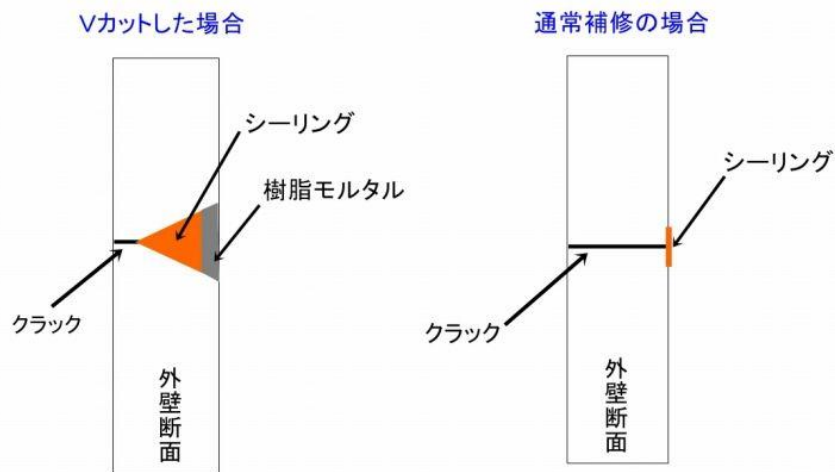 Vカットした場合
シーリング
樹脂モルタル
クラック
外壁断面
通常補修の場合
シーリング
クラック
外壁断面